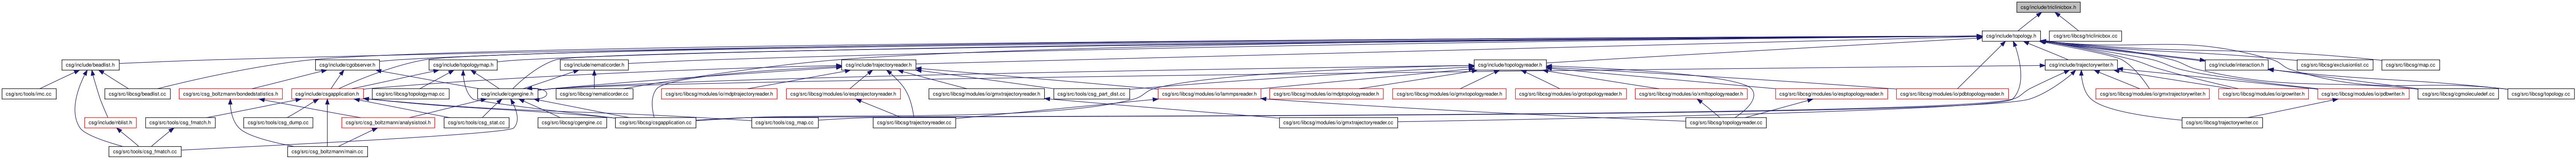 csg/include/triclinicbox.h
csg/include/topology.h
csg/src/libcsg/triclinicbox.cc
csg/include/beadlist.h
csg/include/cgobserver.h
csg/include/topologymap.h
csg/include/nematicorder.h
csg/include/trajectoryreader.h
csg/include/topologyreader.h
csg/include/trajectorywriter.h
csg/include/interaction.h
csg/src/libcsg/exclusionlist.cc
csg/src/libcsg/map.cc
csg/src/tools/imc.cc
csg/src/libcsg/beadlist.cc
csg/src/csg_boltzmann/bondedstatistics.h
csg/include/csgapplication.h
csg/src/libcsg/topologymap.cc
csg/include/cgengine.h
csg/src/libcsg/nematicorder.cc
csg/src/libcsg/modules/io/mdptrajectoryreader.h
csg/src/libcsg/modules/io/esptrajectoryreader.h
csg/src/libcsg/modules/io/gmxtrajectoryreader.h
csg/src/tools/csg_part_dist.cc
csg/src/libcsg/modules/io/lammpsreader.h
csg/src/libcsg/modules/io/mdptopologyreader.h
csg/src/libcsg/modules/io/gmxtopologyreader.h
csg/src/libcsg/modules/io/grotopologyreader.h
csg/src/libcsg/modules/io/xmltopologyreader.h
csg/src/libcsg/modules/io/esptopologyreader.h
csg/src/libcsg/modules/io/pdbtopologyreader.h
csg/src/libcsg/modules/io/gmxtrajectorywriter.h
csg/src/libcsg/modules/io/growriter.h
csg/src/libcsg/modules/io/pdbwriter.h
csg/src/libcsg/cgmoleculedef.cc
csg/src/libcsg/topology.cc
csg/include/nblist.h
csg/src/tools/csg_fmatch.h
csg/src/tools/csg_dump.cc
csg/src/csg_boltzmann/analysistool.h
csg/src/tools/csg_stat.cc
csg/src/libcsg/cgengine.cc
csg/src/libcsg/csgapplication.cc
csg/src/tools/csg_map.cc
csg/src/libcsg/trajectoryreader.cc
csg/src/libcsg/modules/io/gmxtrajectoryreader.cc
csg/src/libcsg/topologyreader.cc
csg/src/libcsg/trajectorywriter.cc
csg/src/tools/csg_fmatch.cc
csg/src/csg_boltzmann/main.cc